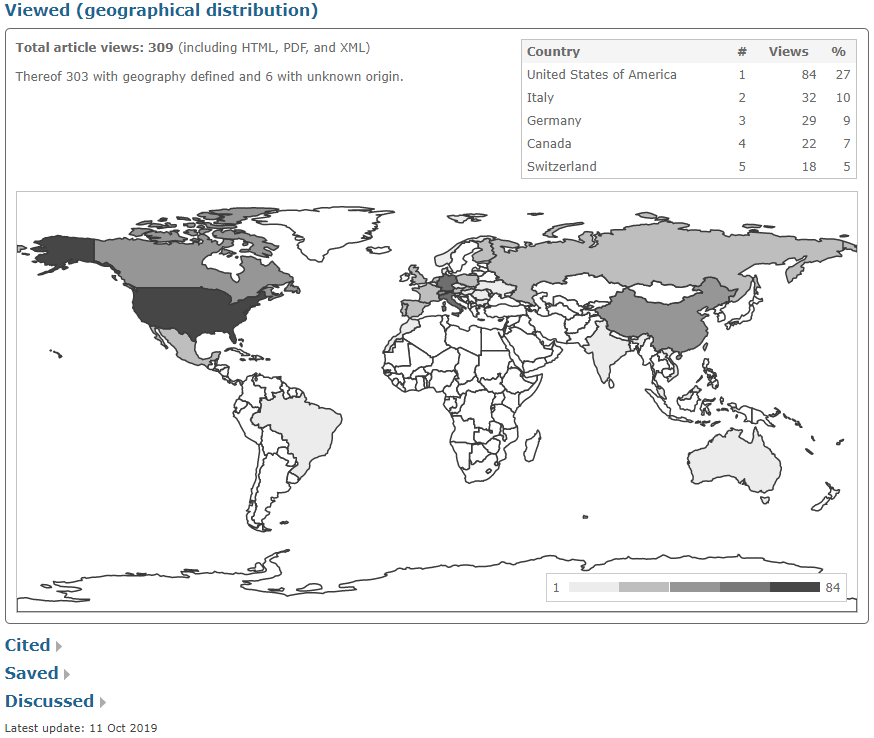 Viewed (geographical distribution)
Total article views: 309 (including HTML, PDF, and XML)
Thereof 303 with geography defined and 6 with unknown origin.
Country # Views %
United States of America 1 84 27
Italy 2 32 10
Germany 3 29 9
Canada 4 22 7
Switzerland 5 18 5
1 84
Cited
Saved
Discussed
Latest update: 11 Oct 2019